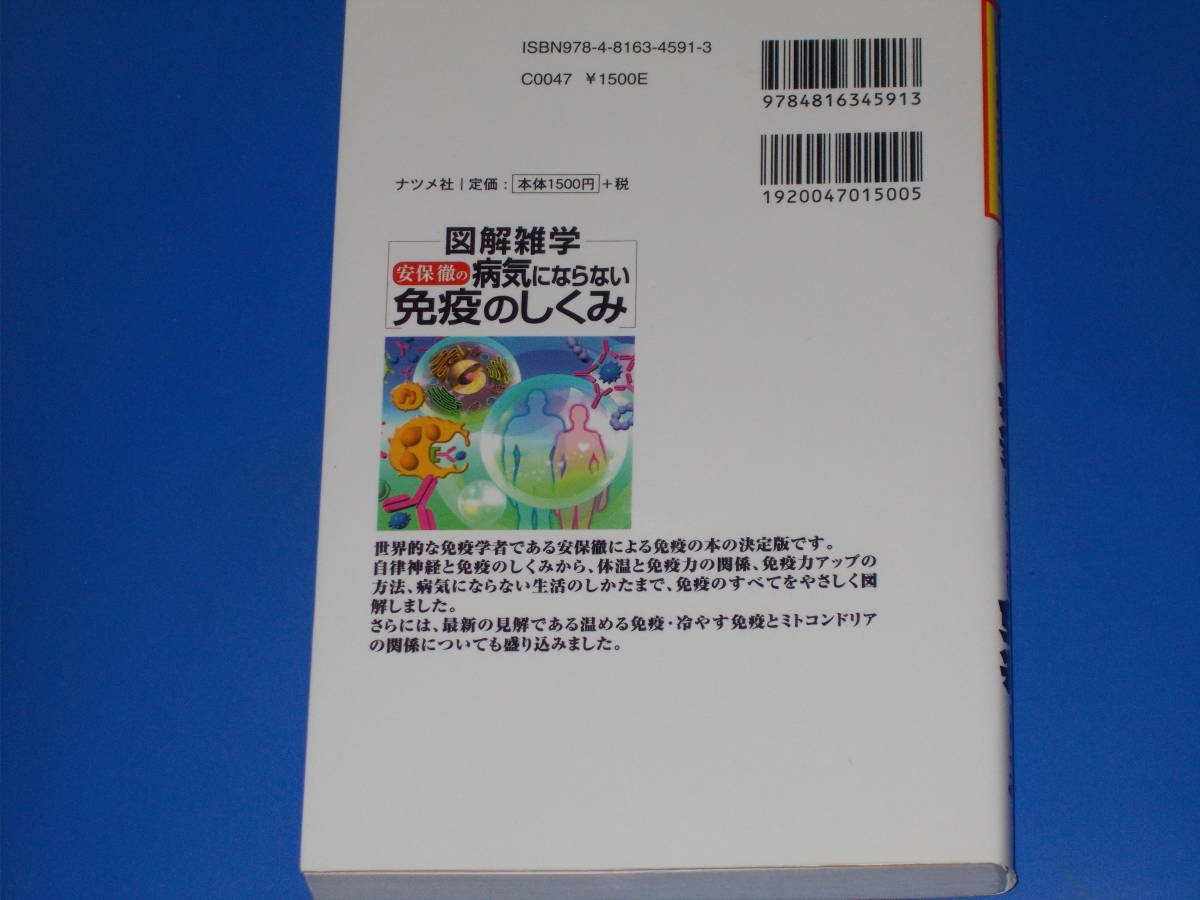 ISBN978-4-8163-4591-3
C0047 ¥1500E
9784816345913
1920047015005
ナツメ社 | 定価: 本体1500円 +税
図解雑学
安保徹の 病気にならない
免疫のしくみ
世界的な免疫学者である安保徹による免疫の本の決定版です。
自律神経と免疫のしくみから、体温と免疫力の関係、免疫力アップの
方法、病気にならない生活のしかたまで、免疫のすべてをやさしく図
解しました。
さらには、最新の見解である温める免疫・冷やす免疫とミトコンドリア
の関係についても盛り込みました。